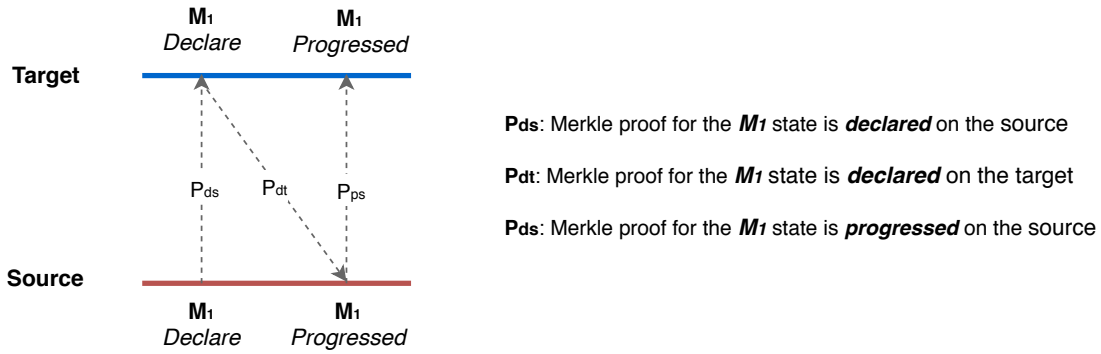 M1 M1
Declare Progressed
Target
Pds: Merkle proof for the M1 state is declared on the source
Pdt: Merkle proof for the M1 state is declared on the target
Pds Pdt Pps
Pds: Merkle proof for the M1 state is progressed on the source
Source
M1 M1
Declare Progressed